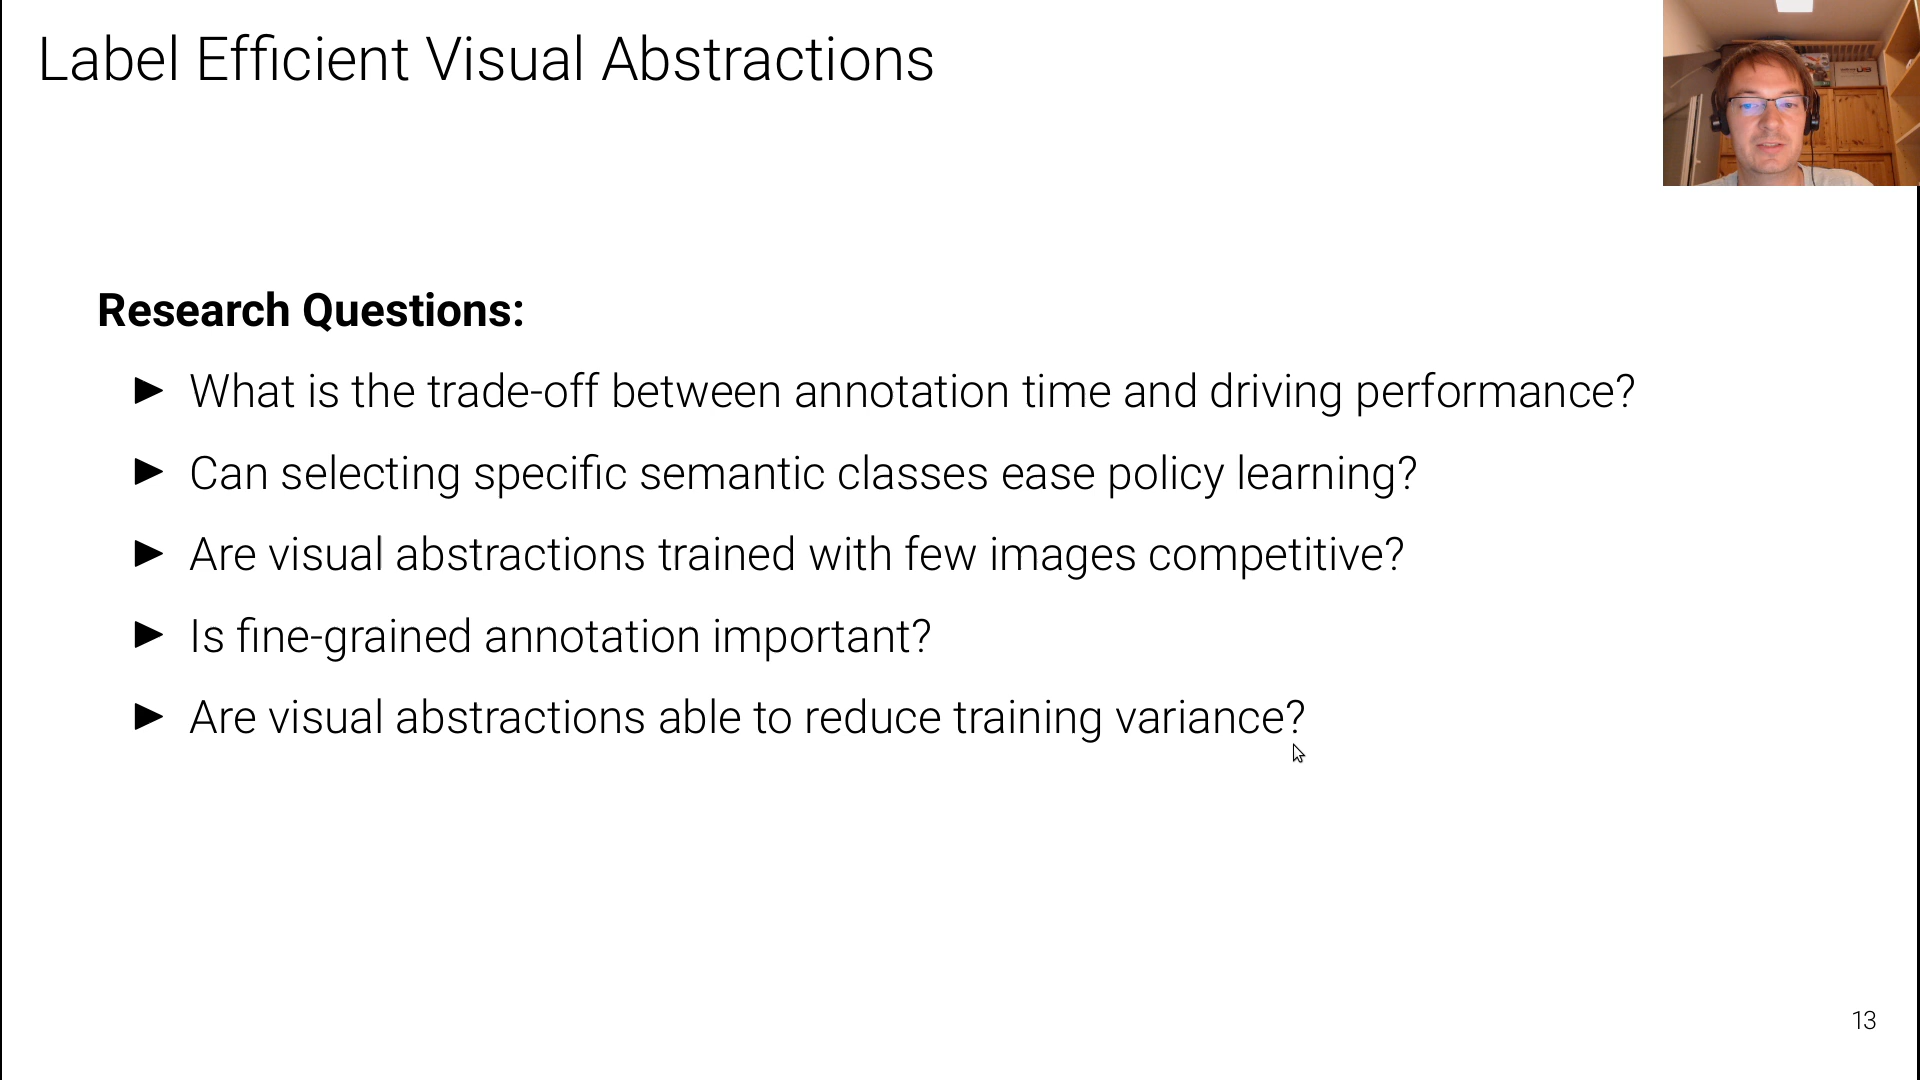 Label Efficient Visual Abstractions
Research Questions:
What is the trade-off between annotation time and driving performance?
Can selecting specific semantic classes ease policy learning?
Are visual abstractions trained with few images competitive?
Is fine-grained annotation important?
Are visual abstractions able to reduce training variance?
13